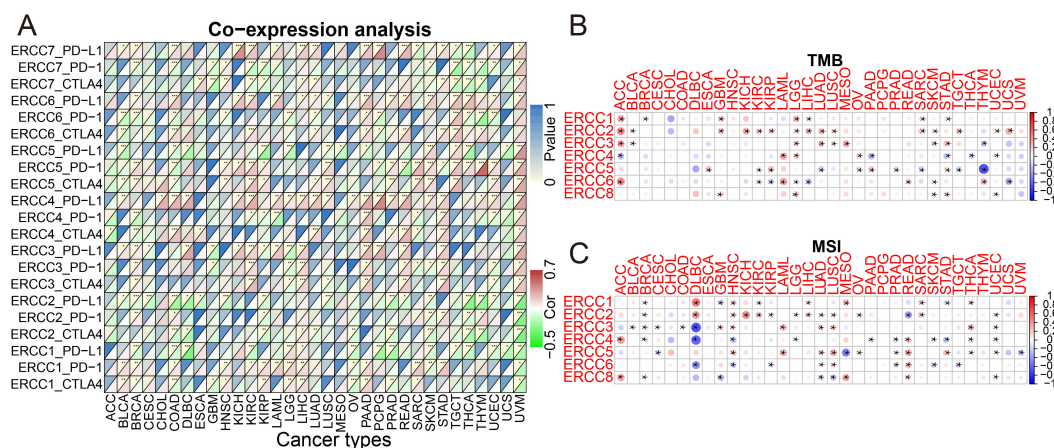 A
Co-expression analysis
ERCC7_PD-L1
ERCC7_PD-1
ERCC7_CTLA4
ERCC6_PD-L1
ERCC6_PD-1
ERCC6_CTLA4
ERCC5_PD-L1
ERCC5_PD-1
ERCC5_CTLA4
ERCC4_PD-L1
ERCC4_PD-1
ERCC4_CTLA4
ERCC3_PD-L1
ERCC3_PD-1
ERCC3_CTLA4
ERCC2_PD-L1
ERCC2_PD-1
ERCC2_CTLA4
ERCC1_PD-L1
ERCC1_PD-1
ERCC1_CTLA4
ACC
BLCA
BRCA
CESC
CHOL
COAD
DLBC
ESCA
GBM
HNSC
KICH
KIRC
KIRP
LAML
LGG
LIHC
LUAD
LUSC
MESO
OV
PAAD
PCPG
PRAD
READ
SARC
SKCM
STAD
TGCT
THCA
THYM
UCEC
UCS
UVM
Cancer types
0 Pvalue 1
-0.5 Cor 0.7
B
TMB
ACC
BLCA
BRCA
CESC
CHOL
COAD
DLBC
ESCA
GBM
HNSC
KICH
KIRC
KIRP
LAML
LGG
LIHC
LUAD
LUSC
MESO
OV
PAAD
PCPG
PRAD
READ
SARC
SKCM
STAD
TGCT
THCA
THYM
UCEC
UCS
UVM
ERCC1
ERCC2
ERCC3
ERCC4
ERCC5
ERCC6
ERCC8
C
MSI
ACC
BLCA
BRCA
CESC
CHOL
COAD
DLBC
ESCA
GBM
HNSC
KICH
KIRC
KIRP
LAML
LGG
LIHC
LUAD
LUSC
MESO
OV
PAAD
PCPG
PRAD
READ
SARC
SKCM
STAD
TGCT
THCA
THYM
UCEC
UCS
UVM
ERCC1
ERCC2
ERCC3
ERCC4
ERCC5
ERCC6
ERCC8